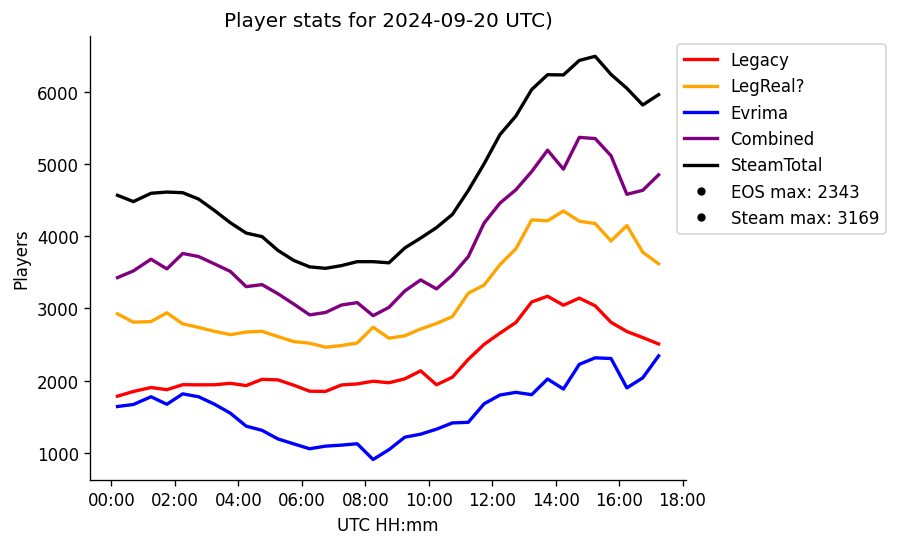 Player stats for 2024-09-20 UTC)
Legacy
LegReal?
Evrima
Combined
SteamTotal
EOS max: 2343
Steam max: 3169
Players
6000
5000
4000
3000
2000
1000
00:00 02:00 04:00 06:00 08:00 10:00 12:00 14:00 16:00 18:00
UTC HH:mm